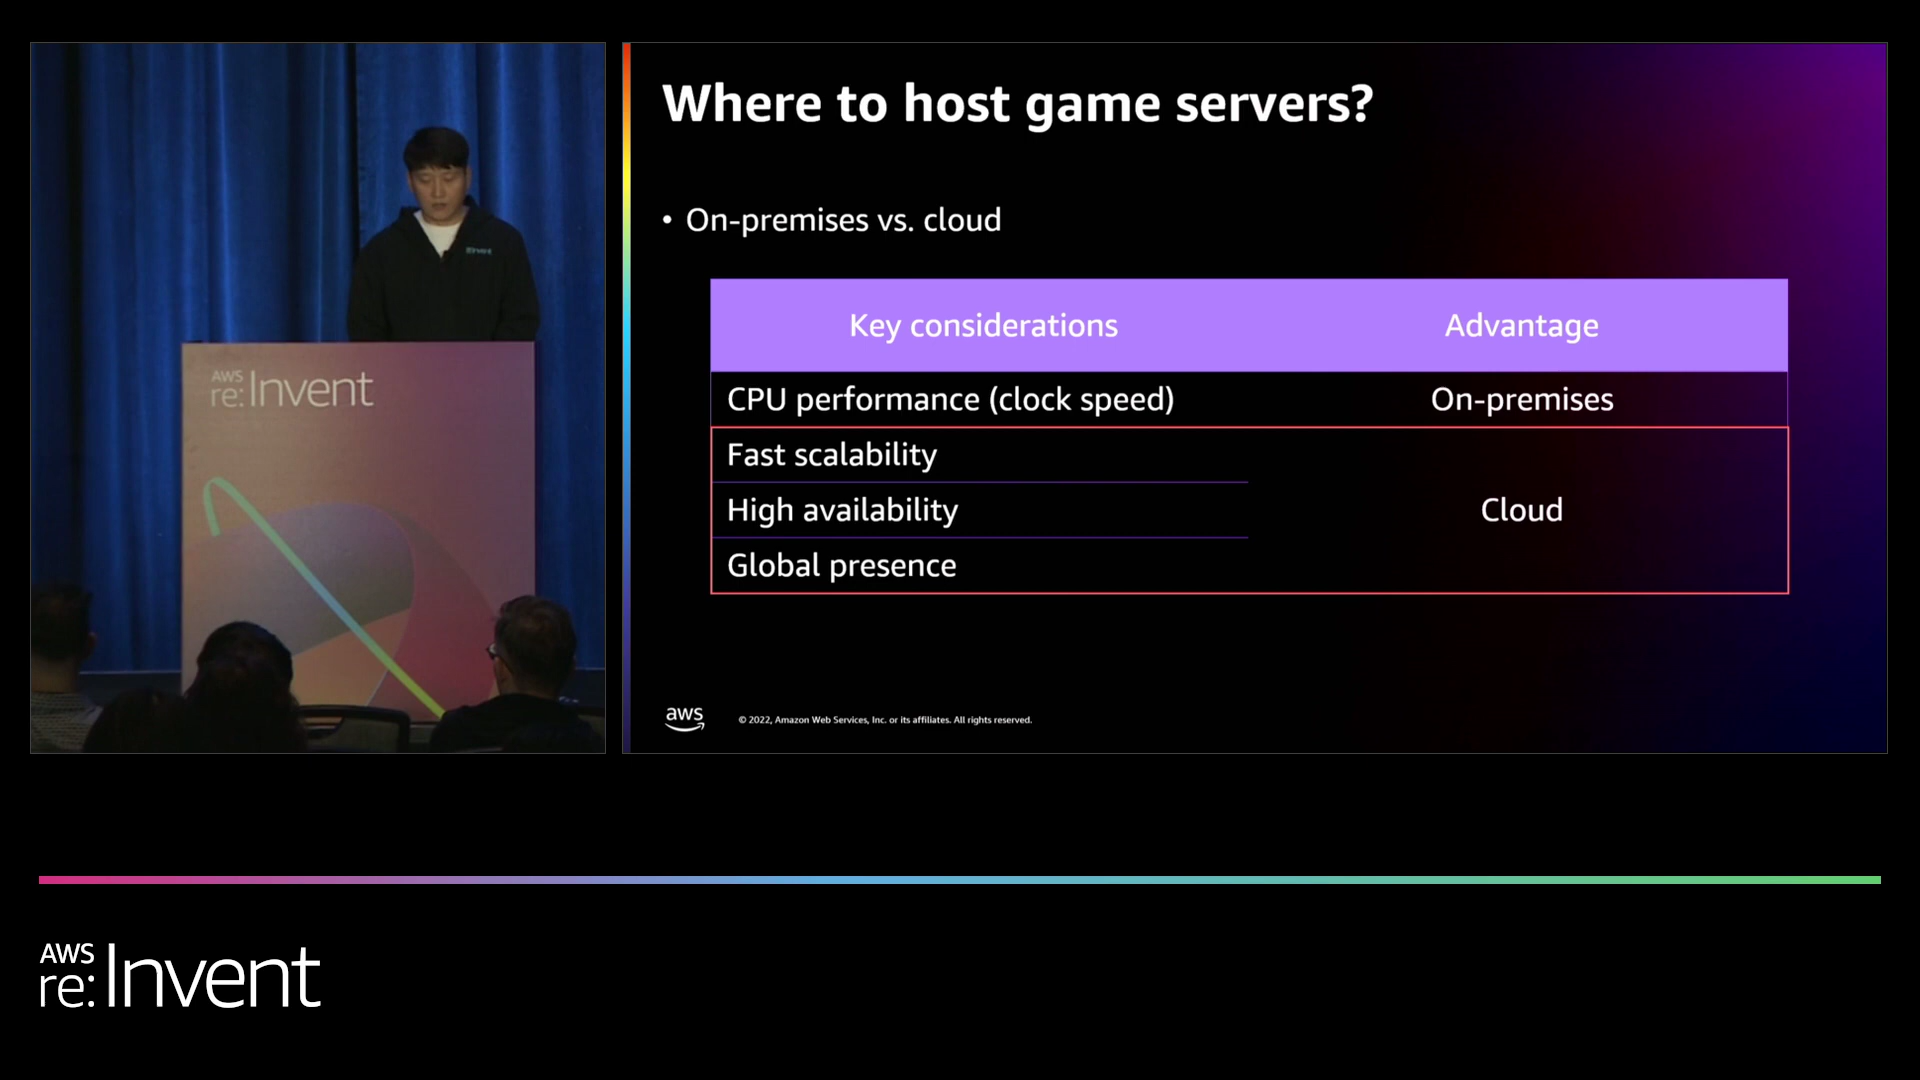 Where to host game servers?
• On-premises vs. cloud
Key considerations Advantage
CPU performance (clock speed) On-premises
Fast scalability
High availability Cloud
Global presence
aws © 2022, Amazon Web Services, Inc. or its affiliates. All rights reserved.
AWS
re:Invent
AWS
re:Invent